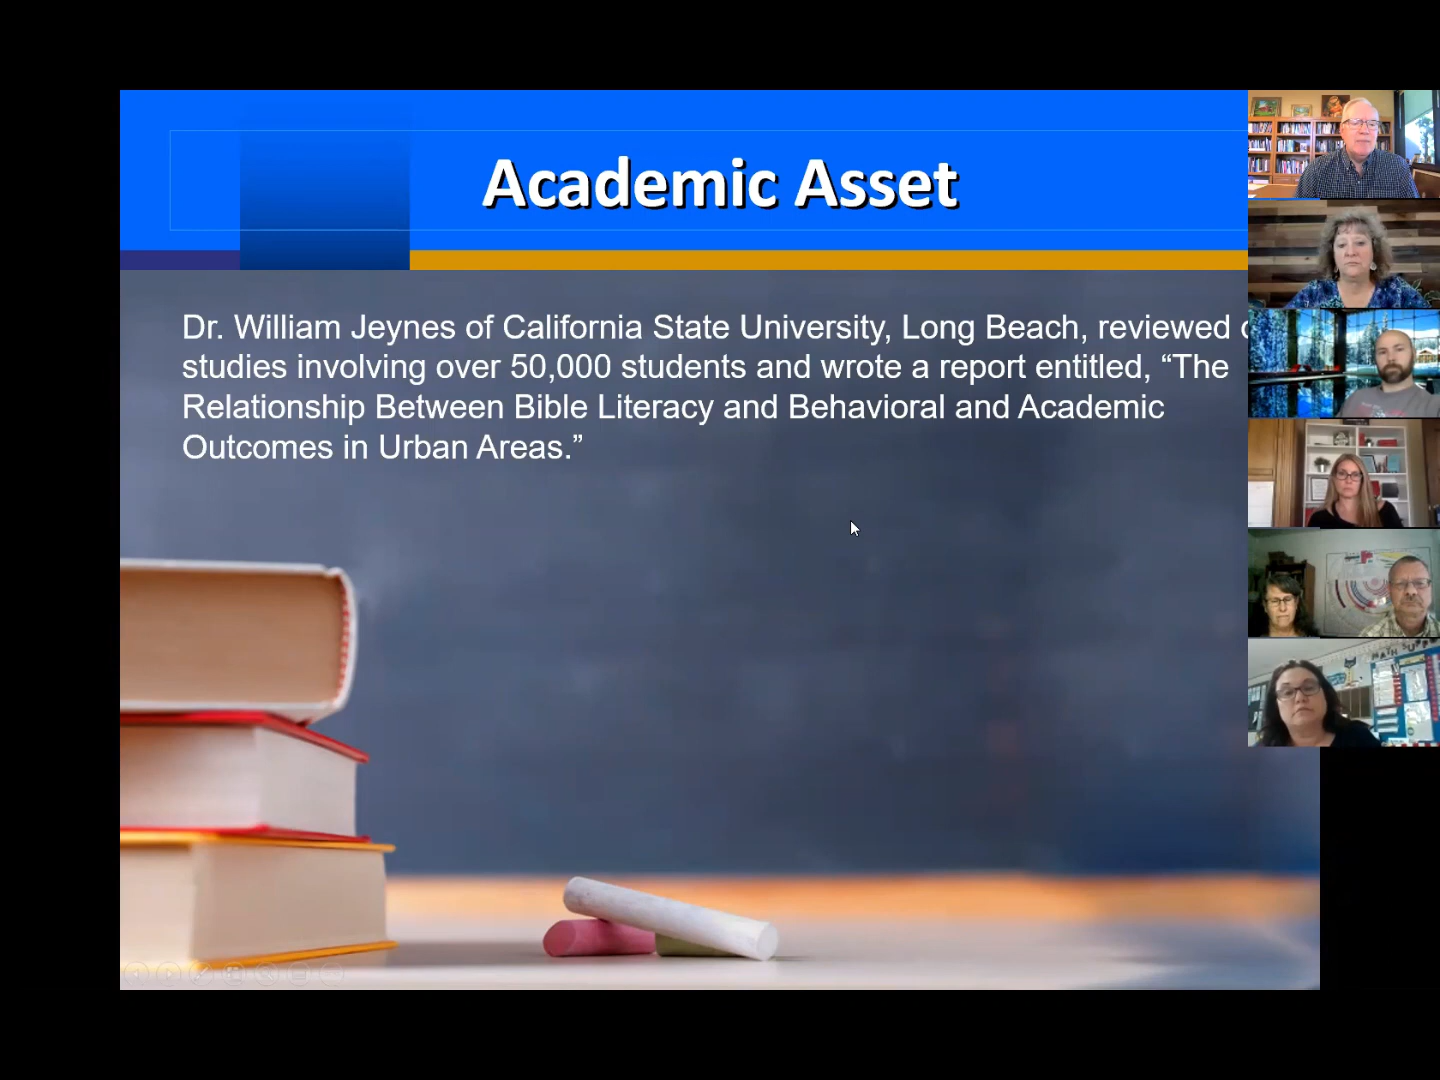 Academic Asset
Dr. William Jeynes of California State University, Long Beach, reviewed
studies involving over 50,000 students and wrote a report entitled, “The
Relationship Between Bible Literacy and Behavioral and Academic
Outcomes in Urban Areas.”
MATH